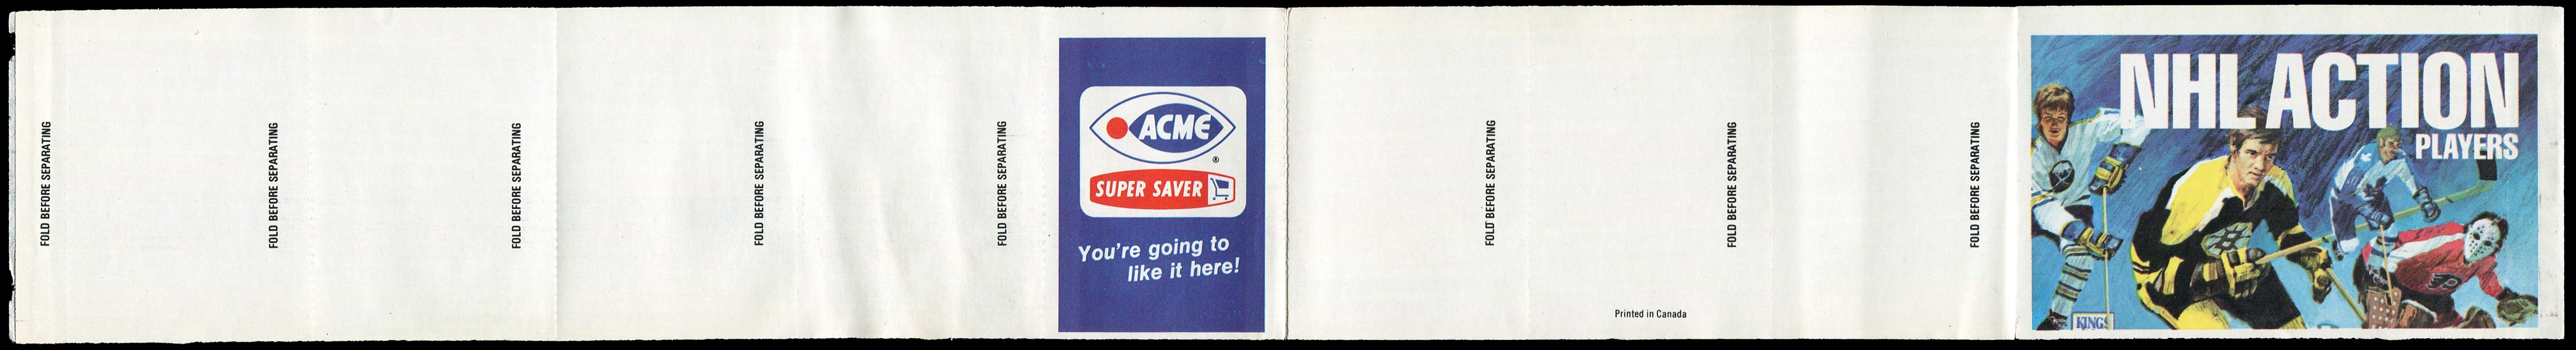 FOLD BEFORE SEPARATING
FOLD BEFORE SEPARATING
FOLD BEFORE SEPARATING
FOLD BEFORE SEPARATING
FOLD BEFORE SEPARATING
ACME
®
SUPER SAVER
You're going to
like it here!
FOLD BEFORE SEPARATING
Printed in Canada
FOLD BEFORE SEPARATING
FOLD BEFORE SEPARATING
NHL ACTION
PLAYERS
KINGS